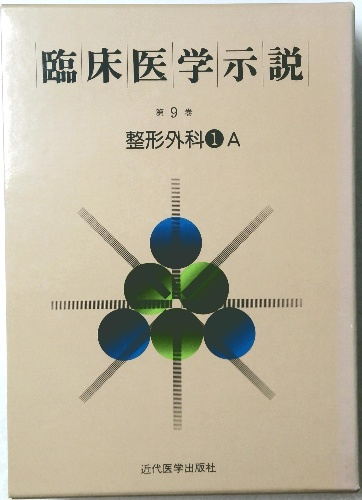 臨床医学示説
第9巻
整形外科❶A
近代医学出版社